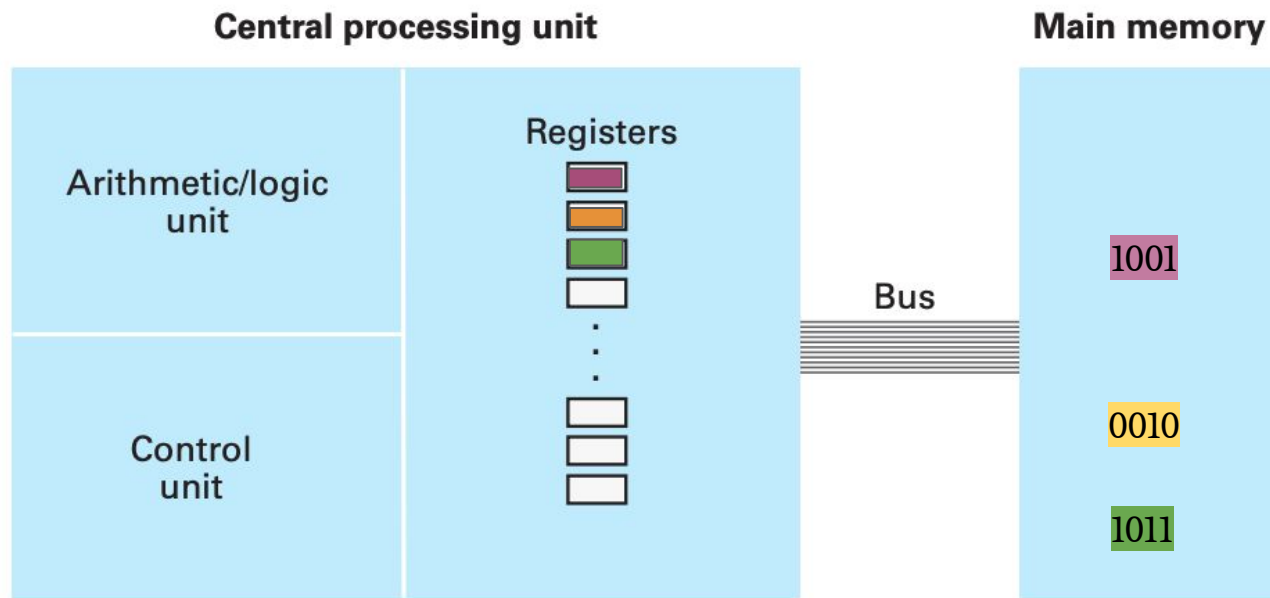 Central processing unit
Main memory
Arithmetic/logic
unit
Registers
Bus
Control
unit
1001
0010
1011